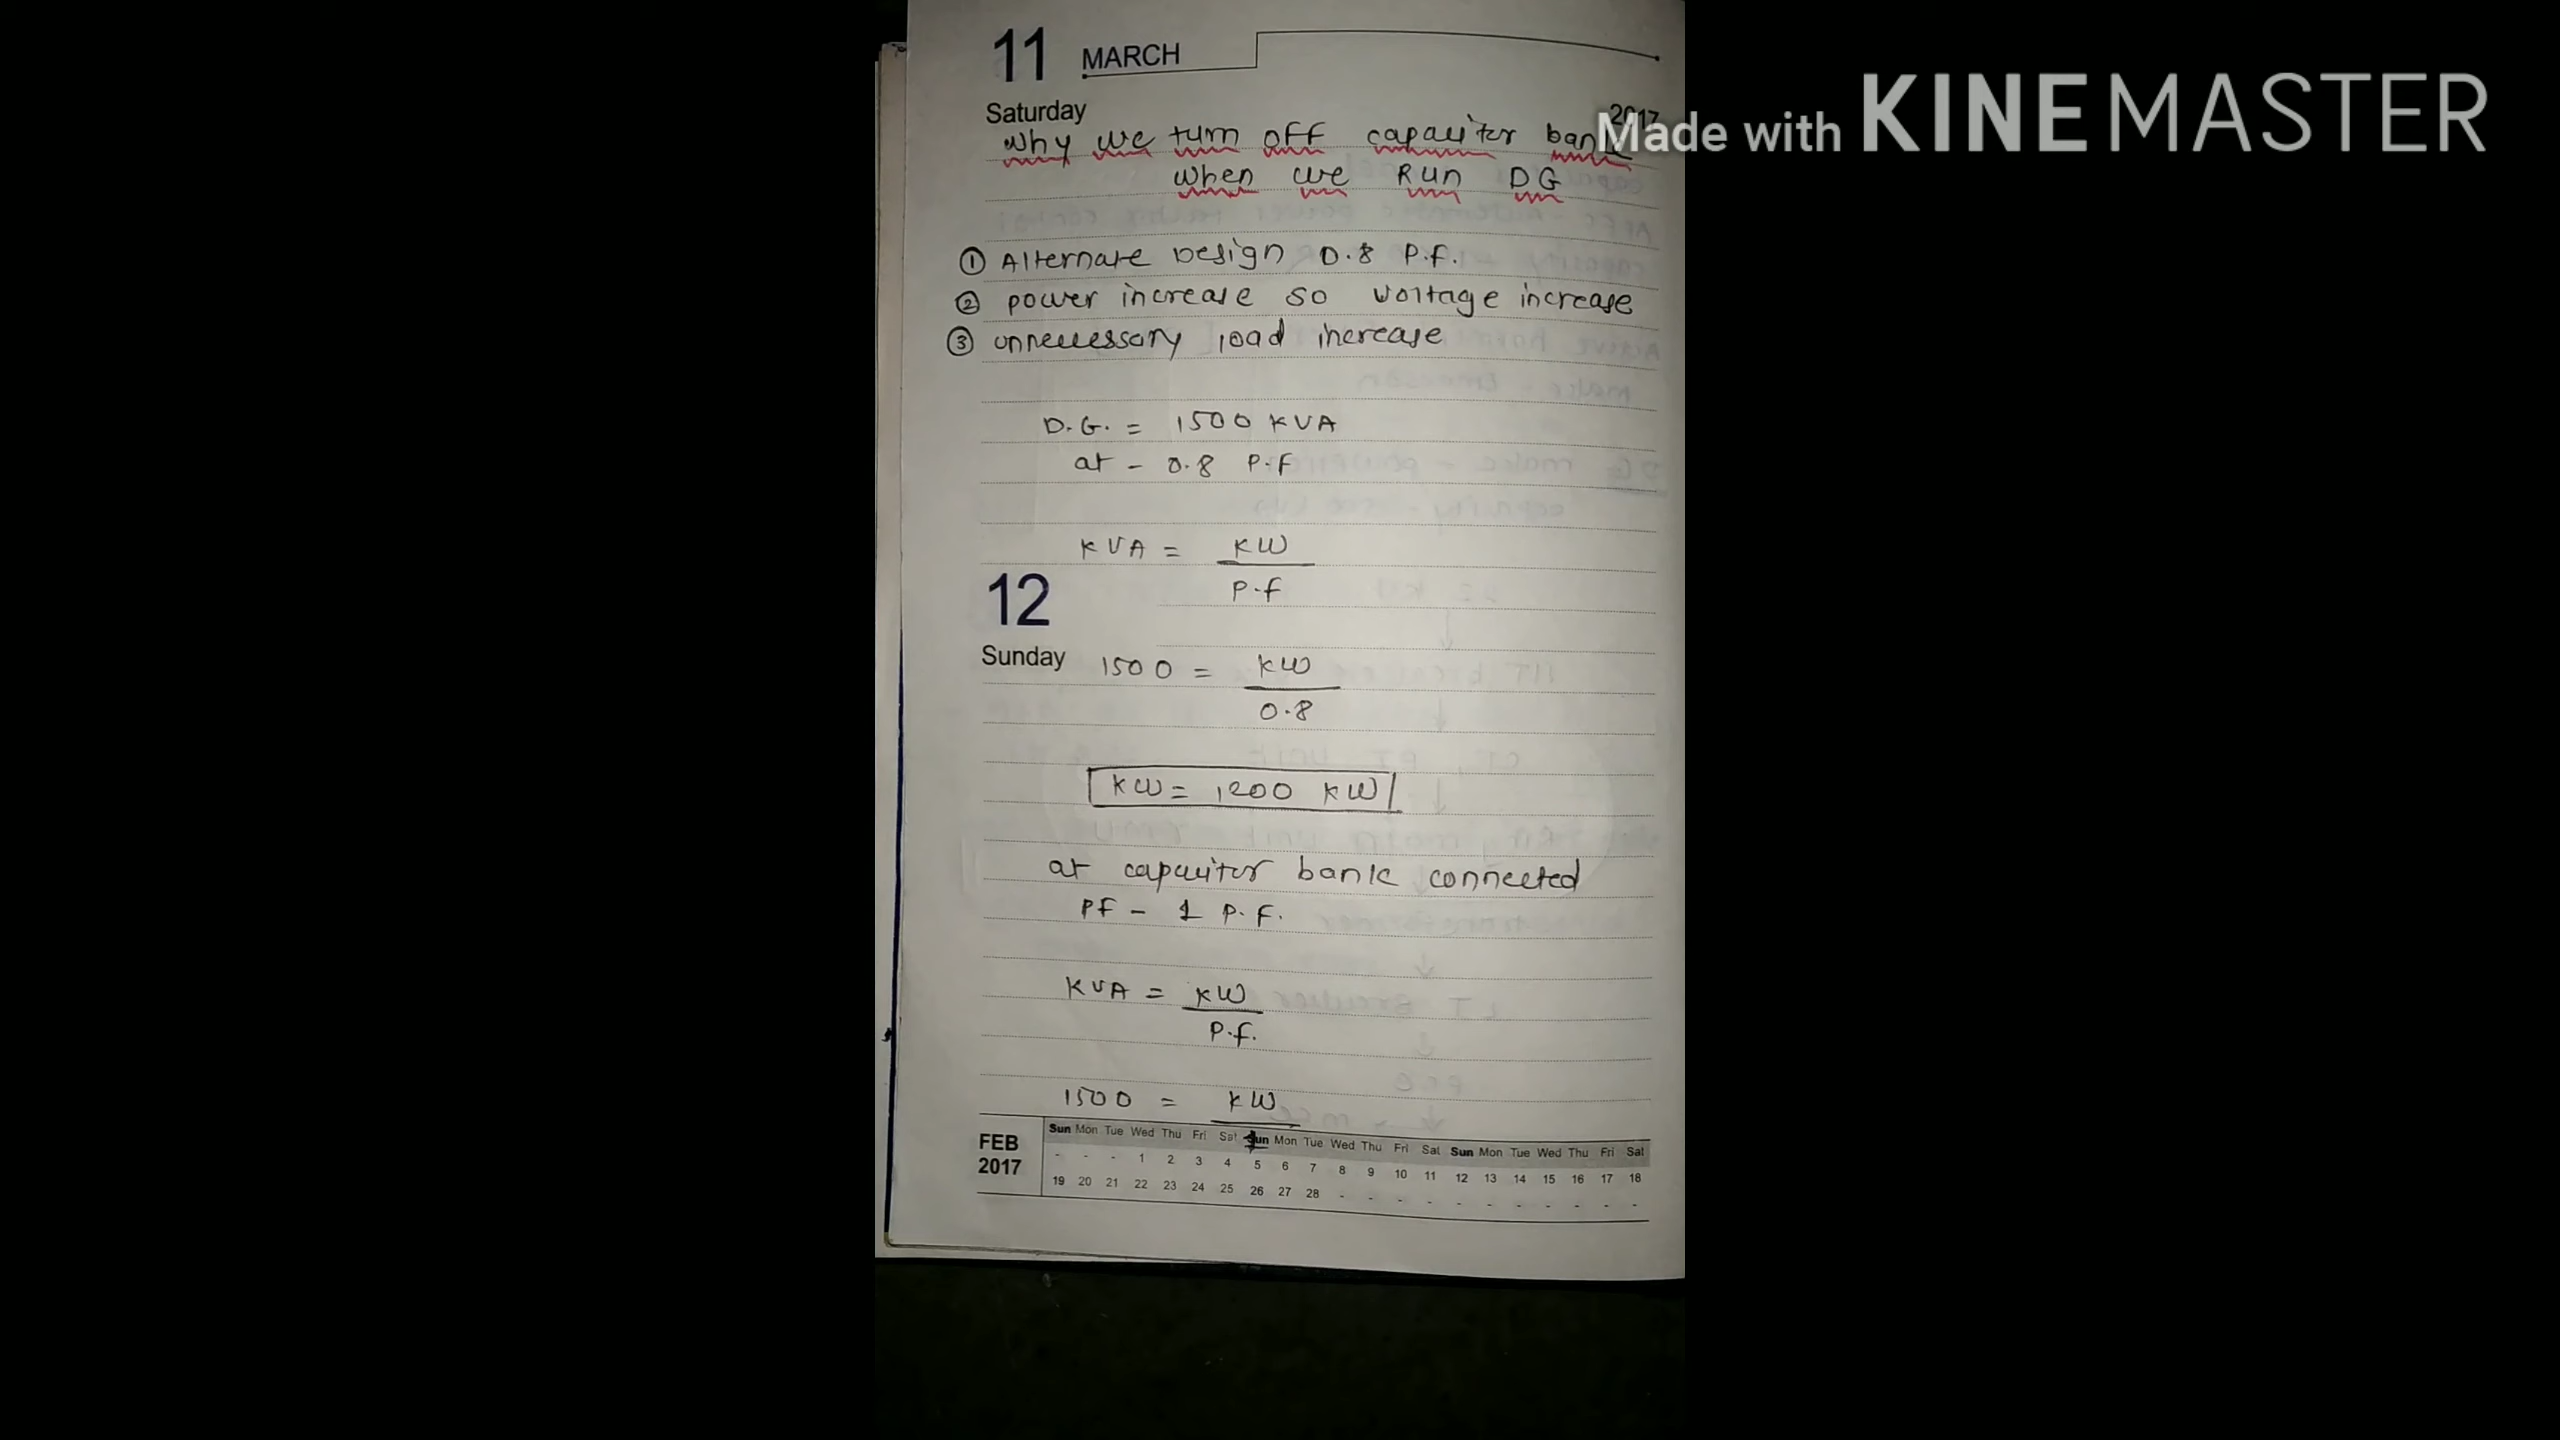 11 MARCH
Saturday
2017
Made with KINEMASTER
Why we turn off capacitor bank
when we Run DG
① Alternate Design 0.8 P.f.
② power increase so voltage increase
③ unnecessary load increase
D.G. = 1500 KVA
at - 0.8 P.f
KVA = KW
P.f
12
Sunday
1500 = KW
0.8
KW = 1200 KW
at capacitor bank connected
PF - 1 P.F.
KVA = KW
P.f.
1500 = KW
1
FEB
2017
Sun Mon Tue Wed Thu Fri Sat Sun Mon Tue Wed Thu Fri Sat Sun Mon Tue Wed Thu Fri Sat
- - - 1 2 3 4 5 6 7 8 9 10 11 12 13 14 15 16 17 18
19 20 21 22 23 24 25 26 27 28 - - - - - - - - - - -